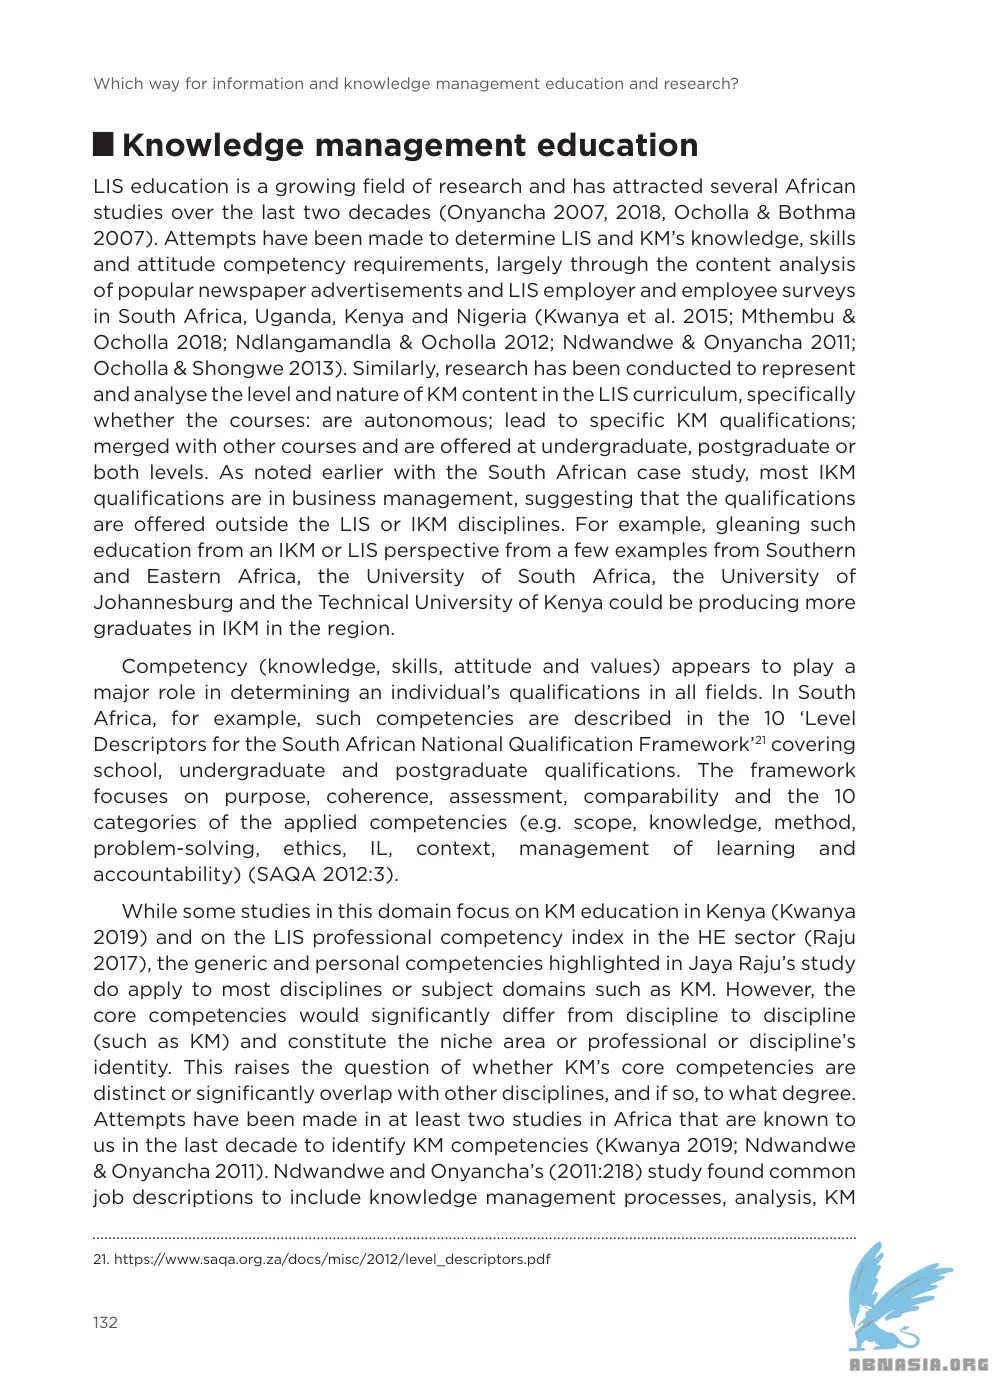 Which way for information and knowledge management education and research?
Knowledge management education
LIS education is a growing field of research and has attracted several African
studies over the last two decades (Onyancha 2007, 2018, Ocholla & Bothma
2007). Attempts have been made to determine LIS and KM’s knowledge, skills
and attitude competency requirements, largely through the content analysis
of popular newspaper advertisements and LIS employer and employee surveys
in South Africa, Uganda, Kenya and Nigeria (Kwanya et al. 2015; Mthembu &
Ocholla 2018; Ndlangamandla & Ocholla 2012; Ndwandwe & Onyancha 2011;
Ocholla & Shongwe 2013). Similarly, research has been conducted to represent
and analyse the level and nature of KM content in the LIS curriculum, specifically
whether the courses: are autonomous; lead to specific KM qualifications;
merged with other courses and are offered at undergraduate, postgraduate or
both levels. As noted earlier with the South African case study, most IKM
qualifications are in business management, suggesting that the qualifications
are offered outside the LIS or IKM disciplines. For example, gleaning such
education from an IKM or LIS perspective from a few examples from Southern
and Eastern Africa, the University of South Africa, the University of
Johannesburg and the Technical University of Kenya could be producing more
graduates in IKM in the region.
Competency (knowledge, skills, attitude and values) appears to play a
major role in determining an individual’s qualifications in all fields. In South
Africa, for example, such competencies are described in the 10 ‘Level
Descriptors for the South African National Qualification Framework’21 covering
school, undergraduate and postgraduate qualifications. The framework
focuses on purpose, coherence, assessment, comparability and the 10
categories of the applied competencies (e.g. scope, knowledge, method,
problem-solving, ethics, IL, context, management of learning and
accountability) (SAQA 2012:3).
While some studies in this domain focus on KM education in Kenya (Kwanya
2019) and on the LIS professional competency index in the HE sector (Raju
2017), the generic and personal competencies highlighted in Jaya Raju’s study
do apply to most disciplines or subject domains such as KM. However, the
core competencies would significantly differ from discipline to discipline
(such as KM) and constitute the niche area or professional or discipline’s
identity. This raises the question of whether KM’s core competencies are
distinct or significantly overlap with other disciplines, and if so, to what degree.
Attempts have been made in at least two studies in Africa that are known to
us in the last decade to identify KM competencies (Kwanya 2019; Ndwandwe
& Onyancha 2011). Ndwandwe and Onyancha’s (2011:218) study found common
job descriptions to include knowledge management processes, analysis, KM
21. https://www.saqa.org.za/docs/misc/2012/level_descriptors.pdf
132
ABNASIA.ORG